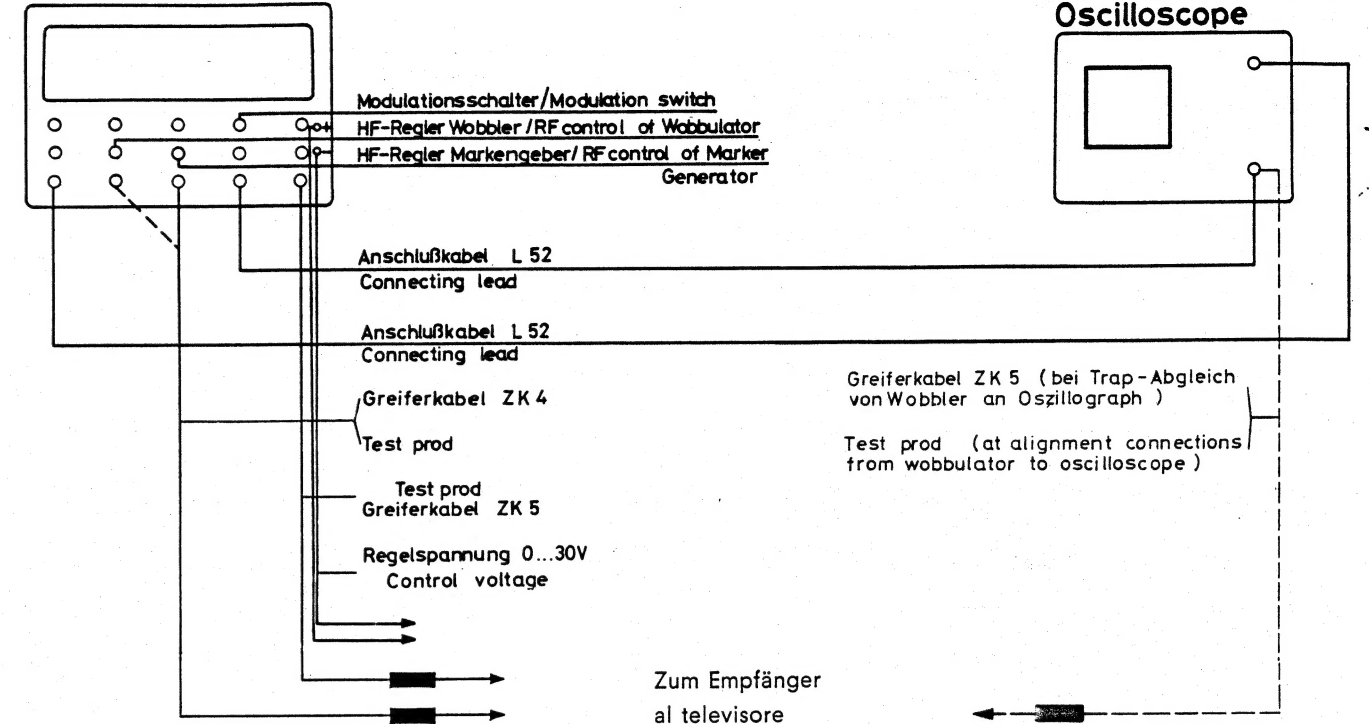 Oscilloscope
Modulationsschalter/Modulation switch
HF-Regler Wobbler/RF control of Wobbulator
HF-Regler Markengeber/RF control of Marker
Generator
+
-
Anschlußkabel L 52
Connecting lead
Anschlußkabel L 52
Connecting lead
Greiferkabel ZK 4
Test prod
Test prod
Greiferkabel ZK 5
Regelspannung 0...30V
Control voltage
Greiferkabel ZK 5 (bei Trap-Abgleich
von Wobbler an Oszillograph)
Test prod (at alignment connections
from wobbulator to oscilloscope)
Zum Empfänger
al televisore